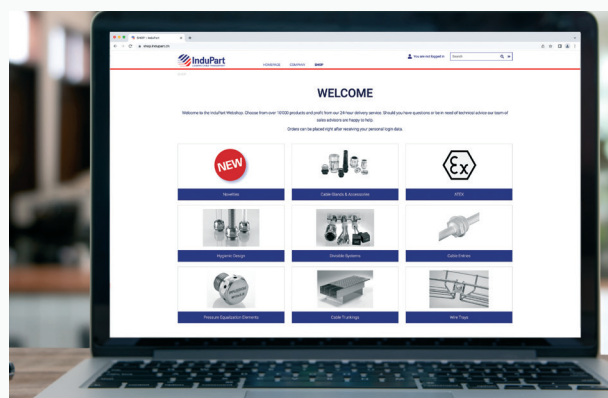 SHOP | InduPart
InduPart
You are not logged in
Search
HOMEPAGE COMPANY SHOP
WELCOME
Welcome to the InduPart Webshop. Choose from over 10'000 products and profit from our 24-hour delivery service. Should you have questions or be in need of technical advice our team of
sales advisors are happy to help.
Orders can be placed right after receiving your personal login data.
NEW
Novelties
Cable Glands & Accessories
Ex
ATEX
Hygienic Design
Divisible Systems
Cable Entries
Pressure Equalization Elements
Cable Trunkings
Wire Trays